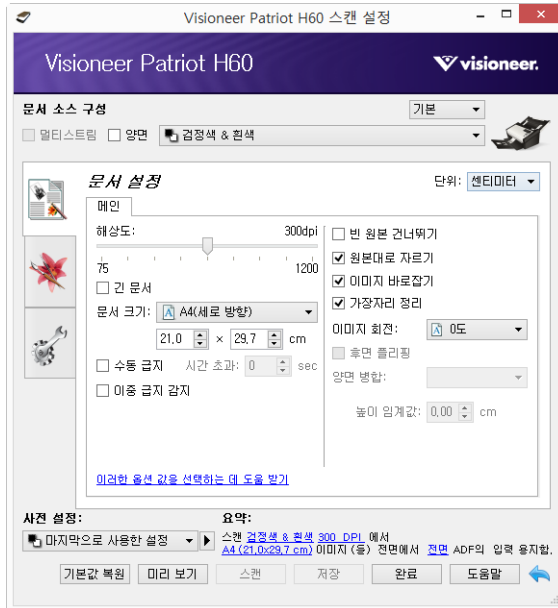 Visioneer Patriot H60 스캔 설정
Visioneer Patriot H60
visioneer.
문서 소스 구성
기본
멀티스트림
양면
검정색 & 흰색
문서 설정
단위: 센티미터
메인
해상도: 300dpi
75 1200
긴 문서
문서 크기: A4(세로 방향)
21,0 × 29,7 cm
수동 급지 시간 초과: 0 sec
이중 급지 감지
빈 원본 건너뛰기
원본대로 자르기
이미지 바로잡기
가장자리 정리
이미지 회전: 0도
후면 플리핑
양면 병합:
높이 임계값: 0,00 cm
이러한 옵션 값을 선택하는 데 도움 받기
사전 설정:
마지막으로 사용한 설정
요약:
스캔 검정색 & 흰색 300 DPI 에서
A4 (21,0x29,7 cm) 이미지 (등) 전면에서 전면 ADF의 입력 용지함.
기본값 복원
미리 보기
스캔
저장
완료
도움말